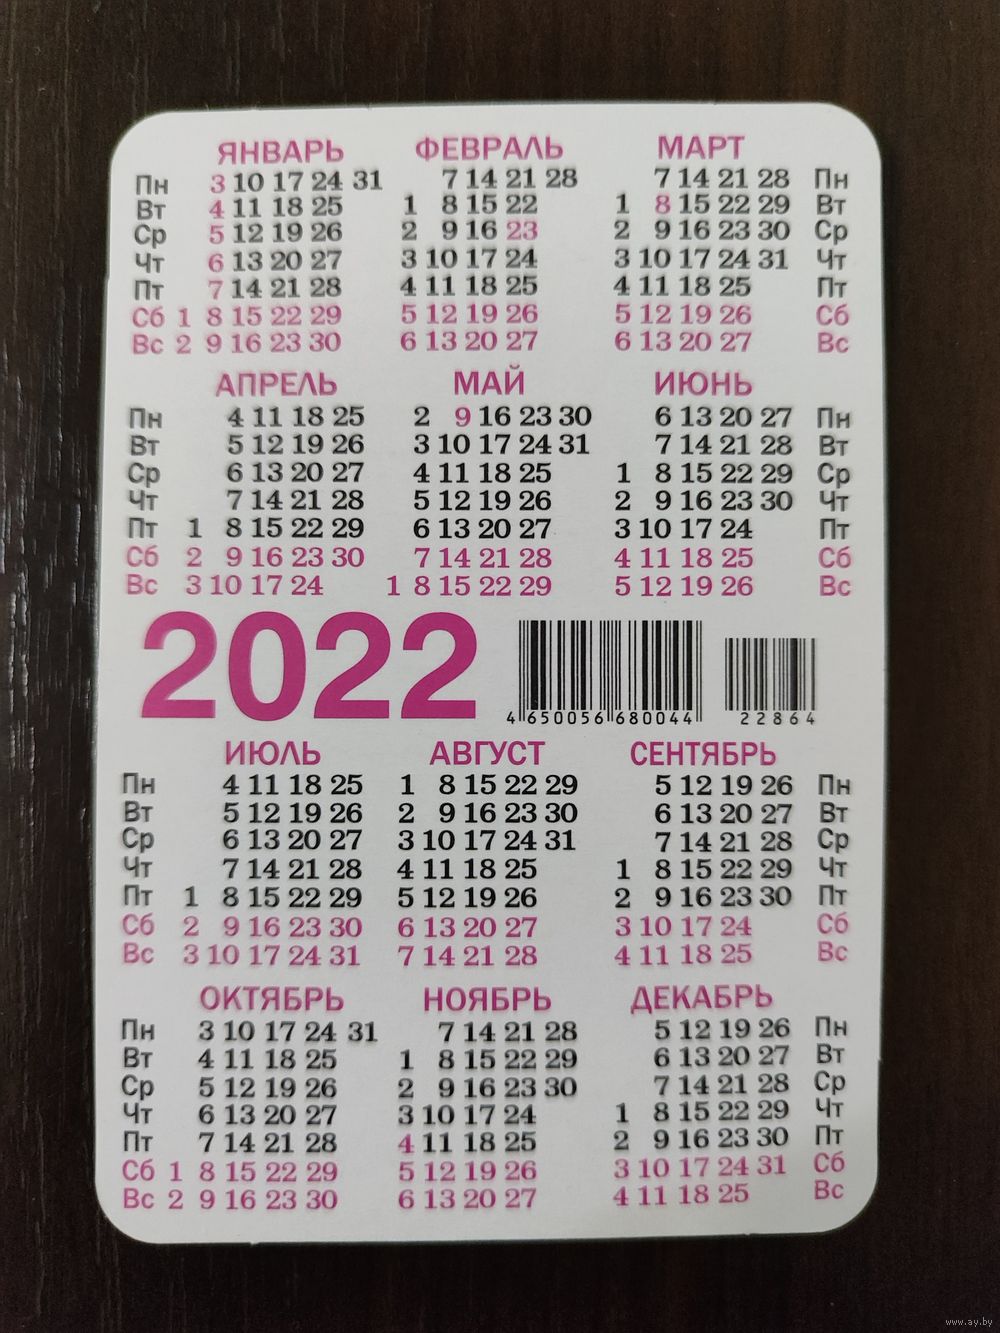 ЯНВАРЬ ФЕВРАЛЬ МАРТ
Пн 3 10 17 24 31 7 14 21 28 7 14 21 28 Пн
Вт 4 11 18 25 1 8 15 22 1 8 15 22 29 Вт
Ср 5 12 19 26 2 9 16 23 2 9 16 23 30 Ср
Чт 6 13 20 27 3 10 17 24 3 10 17 24 31 Чт
Пт 7 14 21 28 4 11 18 25 4 11 18 25 Пт
Сб 1 8 15 22 29 5 12 19 26 5 12 19 26 Сб
Вс 2 9 16 23 30 6 13 20 27 6 13 20 27 Вс
АПРЕЛЬ МАЙ ИЮНЬ
Пн 4 11 18 25 2 9 16 23 30 6 13 20 27 Пн
Вт 5 12 19 26 3 10 17 24 31 7 14 21 28 Вт
Ср 6 13 20 27 4 11 18 25 1 8 15 22 29 Ср
Чт 7 14 21 28 5 12 19 26 2 9 16 23 30 Чт
Пт 1 8 15 22 29 6 13 20 27 3 10 17 24 Пт
Сб 2 9 16 23 30 7 14 21 28 4 11 18 25 Сб
Вс 3 10 17 24 1 8 15 22 29 5 12 19 26 Вс
2022
4 650056 680044 22864
ИЮЛЬ АВГУСТ СЕНТЯБРЬ
Пн 4 11 18 25 1 8 15 22 29 5 12 19 26 Пн
Вт 5 12 19 26 2 9 16 23 30 6 13 20 27 Вт
Ср 6 13 20 27 3 10 17 24 31 7 14 21 28 Ср
Чт 7 14 21 28 4 11 18 25 1 8 15 22 29 Чт
Пт 1 8 15 22 29 5 12 19 26 2 9 16 23 30 Пт
Сб 2 9 16 23 30 6 13 20 27 3 10 17 24 Сб
Вс 3 10 17 24 31 7 14 21 28 4 11 18 25 Вс
ОКТЯБРЬ НОЯБРЬ ДЕКАБРЬ
Пн 3 10 17 24 31 7 14 21 28 5 12 19 26 Пн
Вт 4 11 18 25 1 8 15 22 29 6 13 20 27 Вт
Ср 5 12 19 26 2 9 16 23 30 7 14 21 28 Ср
Чт 6 13 20 27 3 10 17 24 1 8 15 22 29 Чт
Пт 7 14 21 28 4 11 18 25 2 9 16 23 30 Пт
Сб 1 8 15 22 29 5 12 19 26 3 10 17 24 31 Сб
Вс 2 9 16 23 30 6 13 20 27 4 11 18 25 Вс
www.ay.by